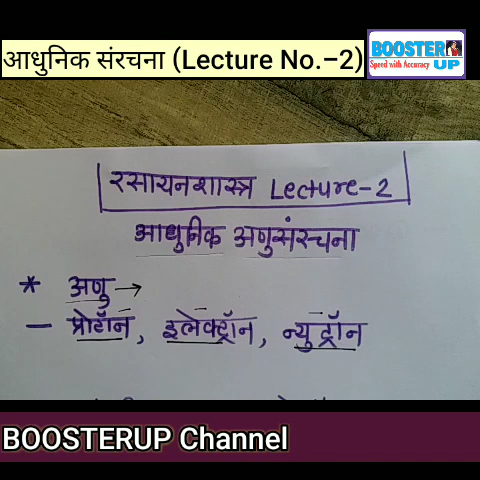 आधुनिक संरचना (Lecture No.–2)
BOOSTER UP
Speed with Accuracy
रसायनशास्त्र Lecture-2
आधुनिक अणुसंरचना
* अणु →
– प्रोटॉन, इलेक्ट्रॉन, न्युट्रॉन
BOOSTERUP Channel